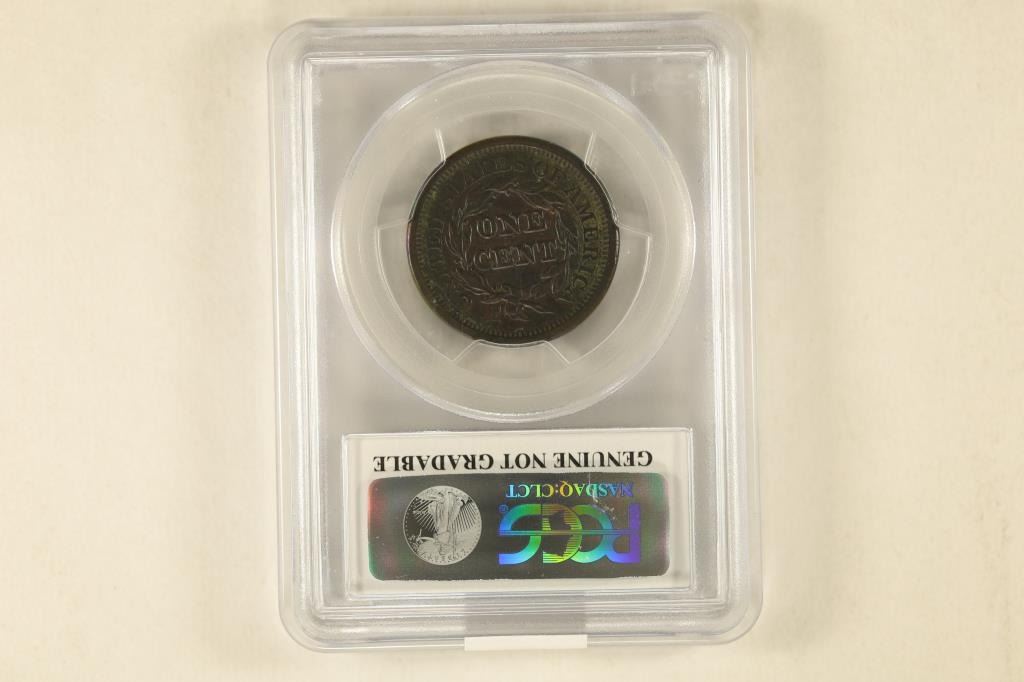 UNITED STATES OF AMERICA
ONE
CENT
GENUINE NOT GRADABLE
NASDAQ:CLCT
PCGS®